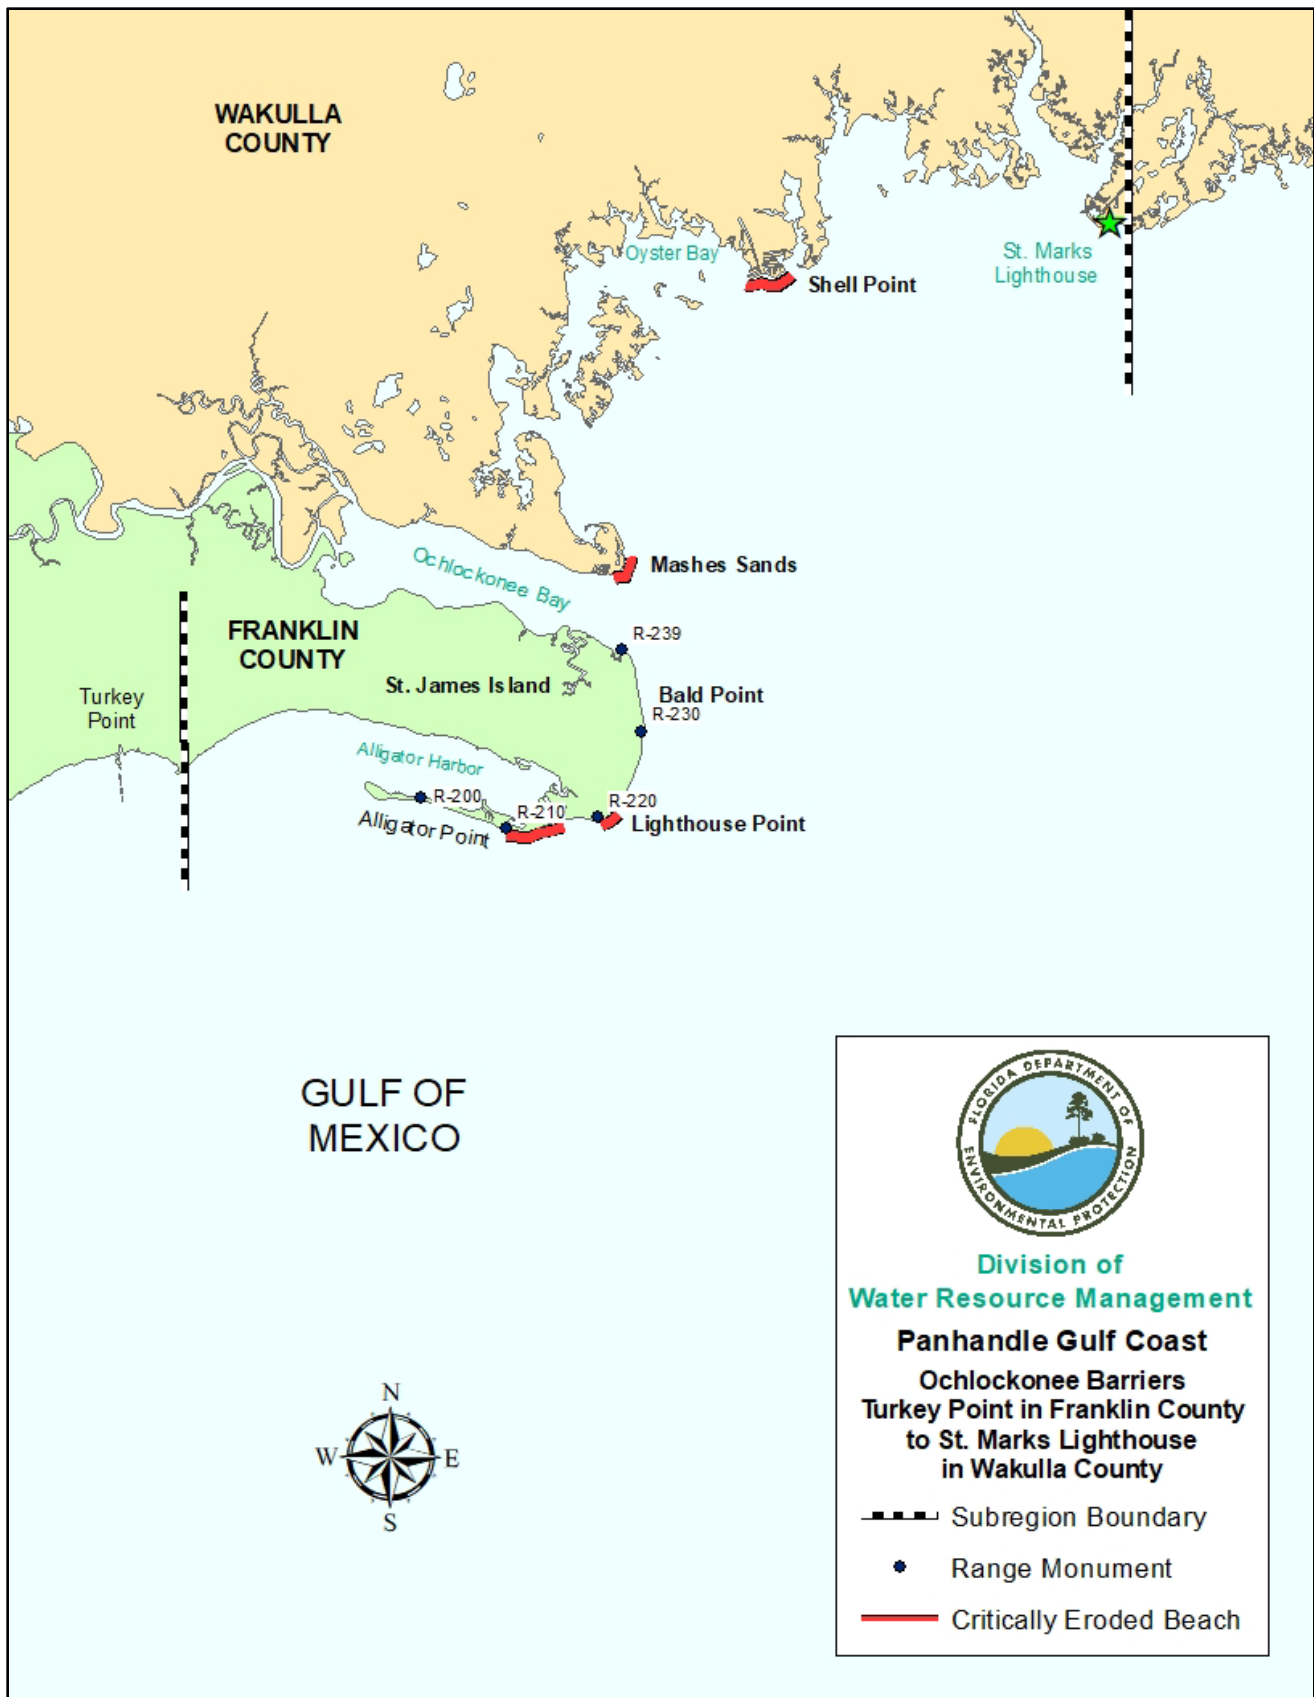 WAKULLA
COUNTY
Oyster Bay
Shell Point
St. Marks
Lighthouse
Ochlockonee Bay
Mashes Sands
R-239
FRANKLIN
COUNTY
St. James Island
Bald Point
R-230
Turkey
Point
Alligator Harbor
R-200
R-210
R-220
Alligator Point
Lighthouse Point
GULF OF
MEXICO
N
W
E
S
FLORIDA DEPARTMENT OF
ENVIRONMENTAL PROTECTION
Division of
Water Resource Management
Panhandle Gulf Coast
Ochlockonee Barriers
Turkey Point in Franklin County
to St. Marks Lighthouse
in Wakulla County
Subregion Boundary
Range Monument
Critically Eroded Beach